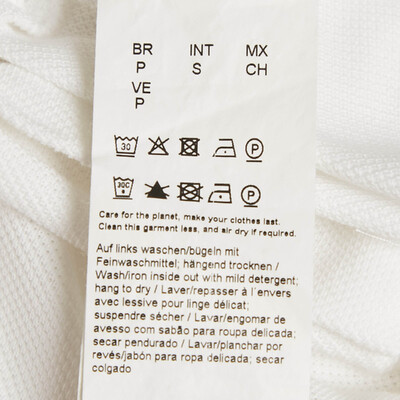 BR INT MX
P S CH
VE
P
30 P
30C P
Care for the planet, make your clothes last.
Clean this garment less, and air dry if required.
Auf links waschen/bügeln mit
Feinwaschmittel; hängend trocknen /
Wash/iron inside out with mild detergent;
hang to dry / Laver/repasser à l'envers
avec lessive pour linge délicat;
suspendre sécher / Lavar/engomar de
avesso com sabão para roupa delicada;
secar pendurado / Lavar/planchar por
revés/jabón para ropa delicada; secar
colgado